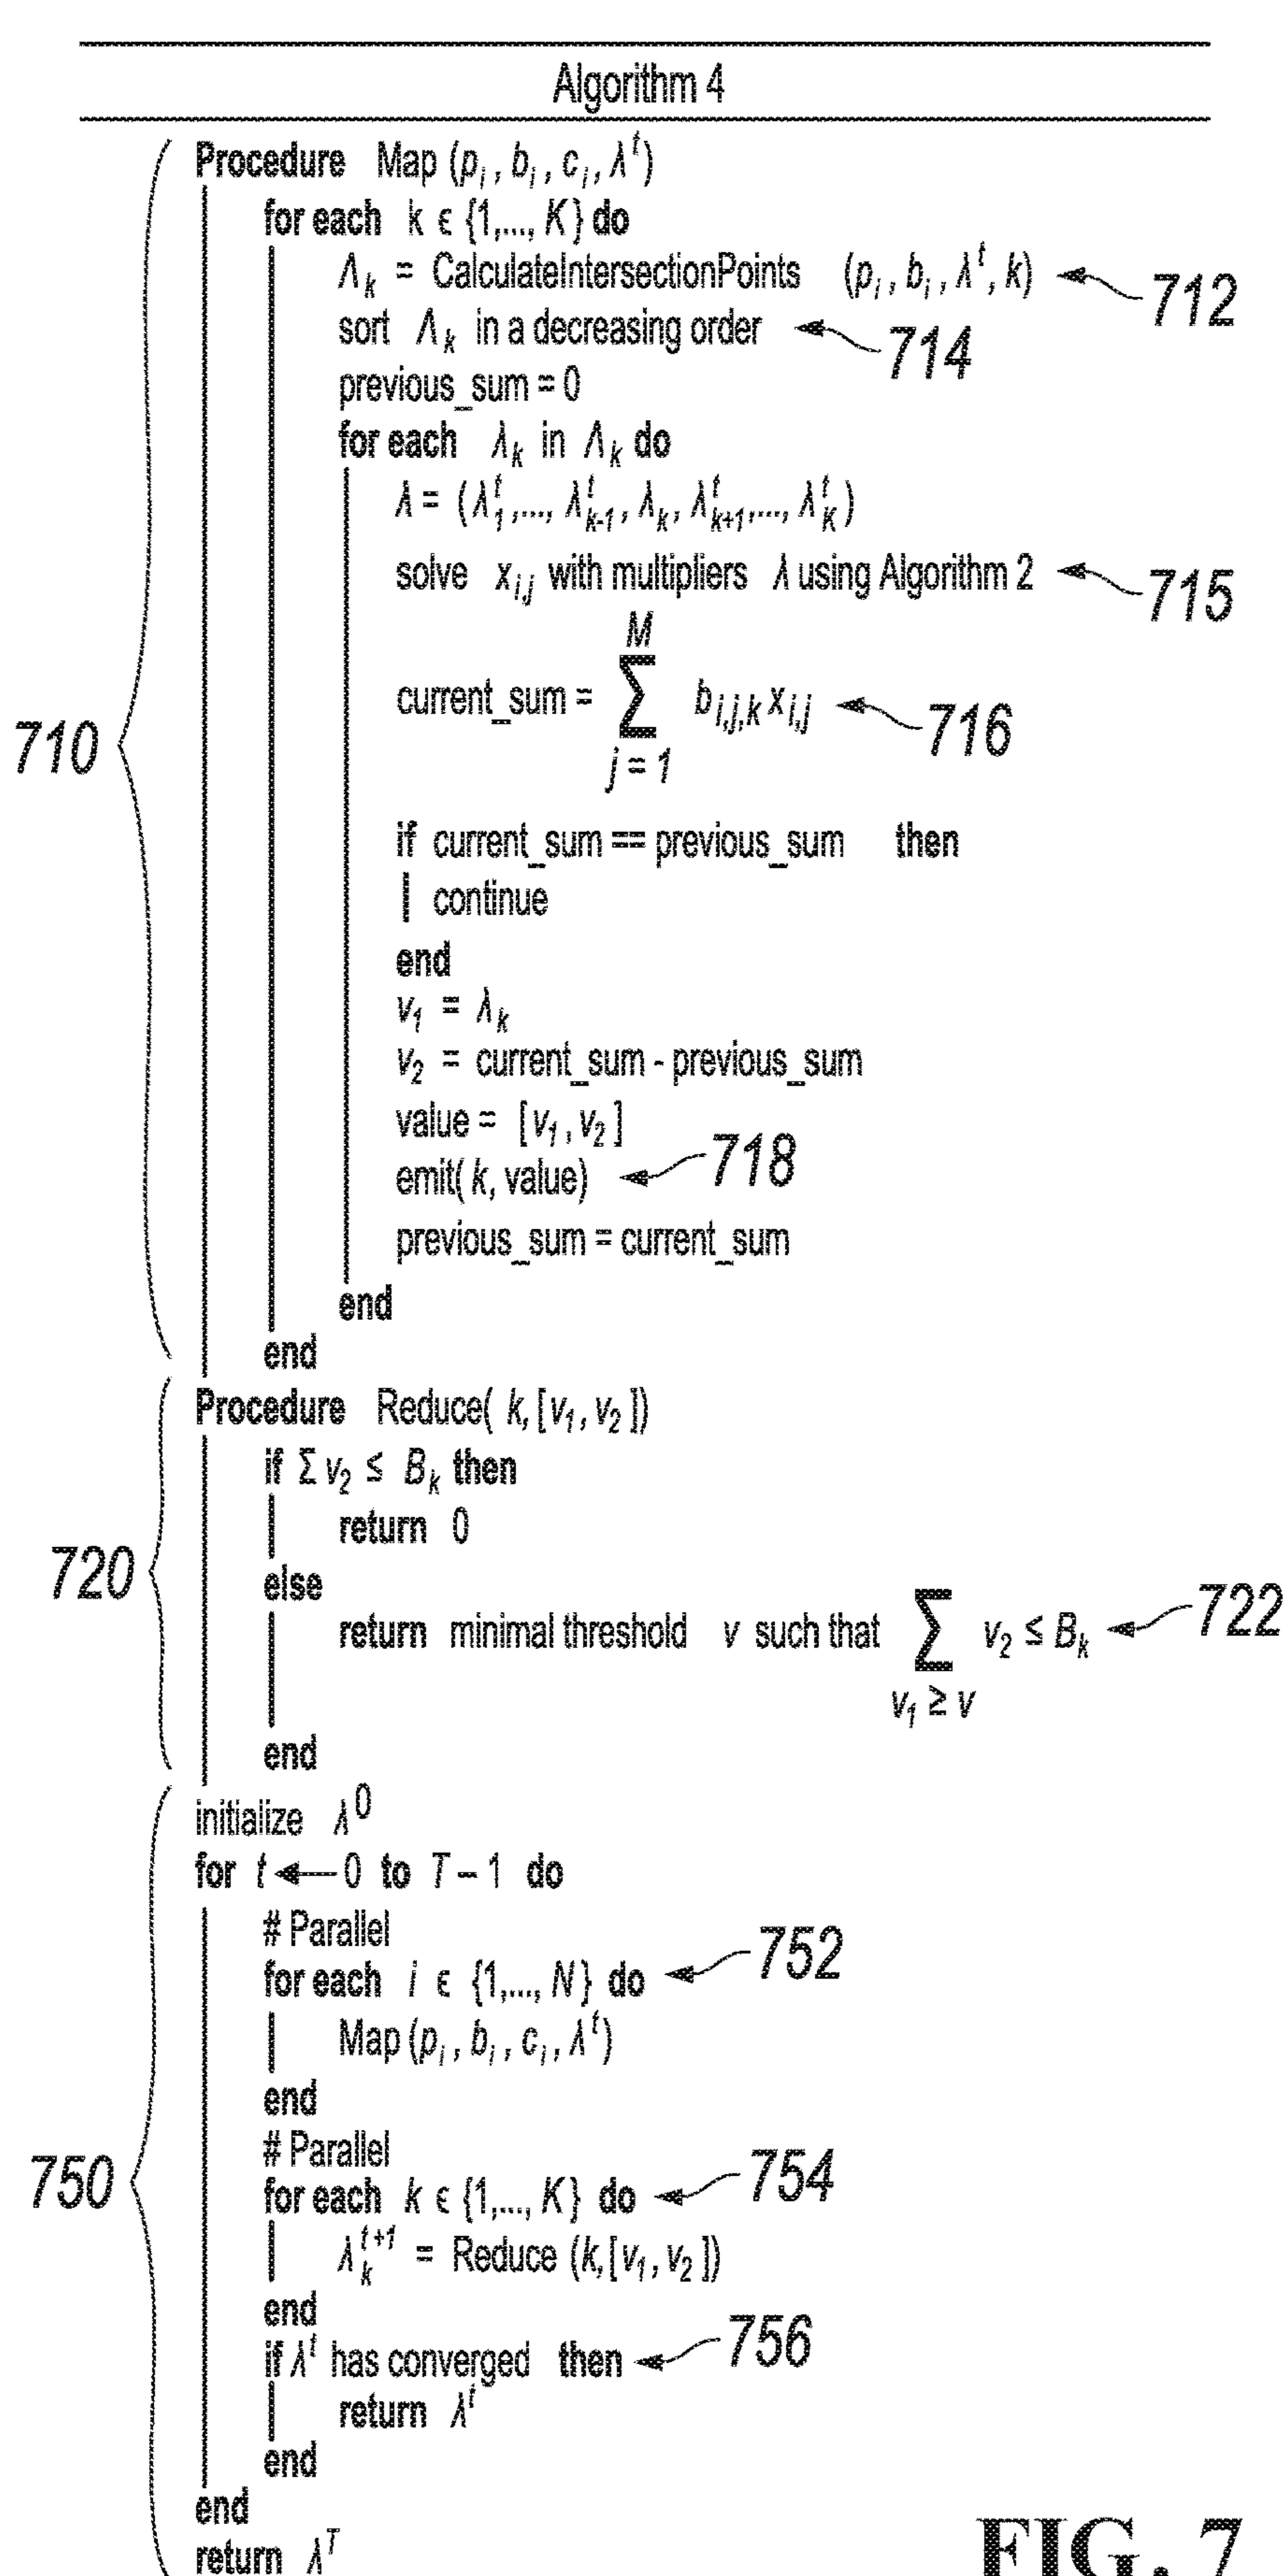 Algorithm 4
Procedure Map (p_i , b_i , c_i , λ^t)
for each k ϵ {1,..., K} do
Λ_k = CalculateIntersectionPoints (p_i , b_i , λ^t , k) 712
sort Λ_k in a decreasing order 714
previous_sum = 0
for each λ_k in Λ_k do
λ = (λ_1^t ,..., λ_{k-1}^t , λ_k , λ_{k+1}^t ,..., λ_K^t )
solve x_{i,j} with multipliers λ using Algorithm 2 715
710 current_sum = Σ_{j = 1}^M b_{i,j,k} x_{i,j} 716
if current_sum == previous_sum then
continue
end
v_1 = λ_k
v_2 = current_sum - previous_sum
value = [v_1 , v_2 ]
emit( k, value) 718
previous_sum = current_sum
end
end
Procedure Reduce( k, [v_1 , v_2 ])
if Σ v_2 ≤ B_k then
return 0
720 else
return minimal threshold v such that Σ_{v_1 ≥ v} v_2 ≤ B_k 722
end
initialize λ^0
for t ← 0 to T – 1 do
# Parallel
for each i ϵ {1,..., N} do 752
Map (p_i , b_i , c_i , λ^t)
end
# Parallel
750 for each k ϵ {1,..., K} do 754
λ_k^{t+1} = Reduce (k,[v_1 , v_2 ])
end
if λ^t has converged then 756
return λ^t
end
end
return λ^T
FIG. 7